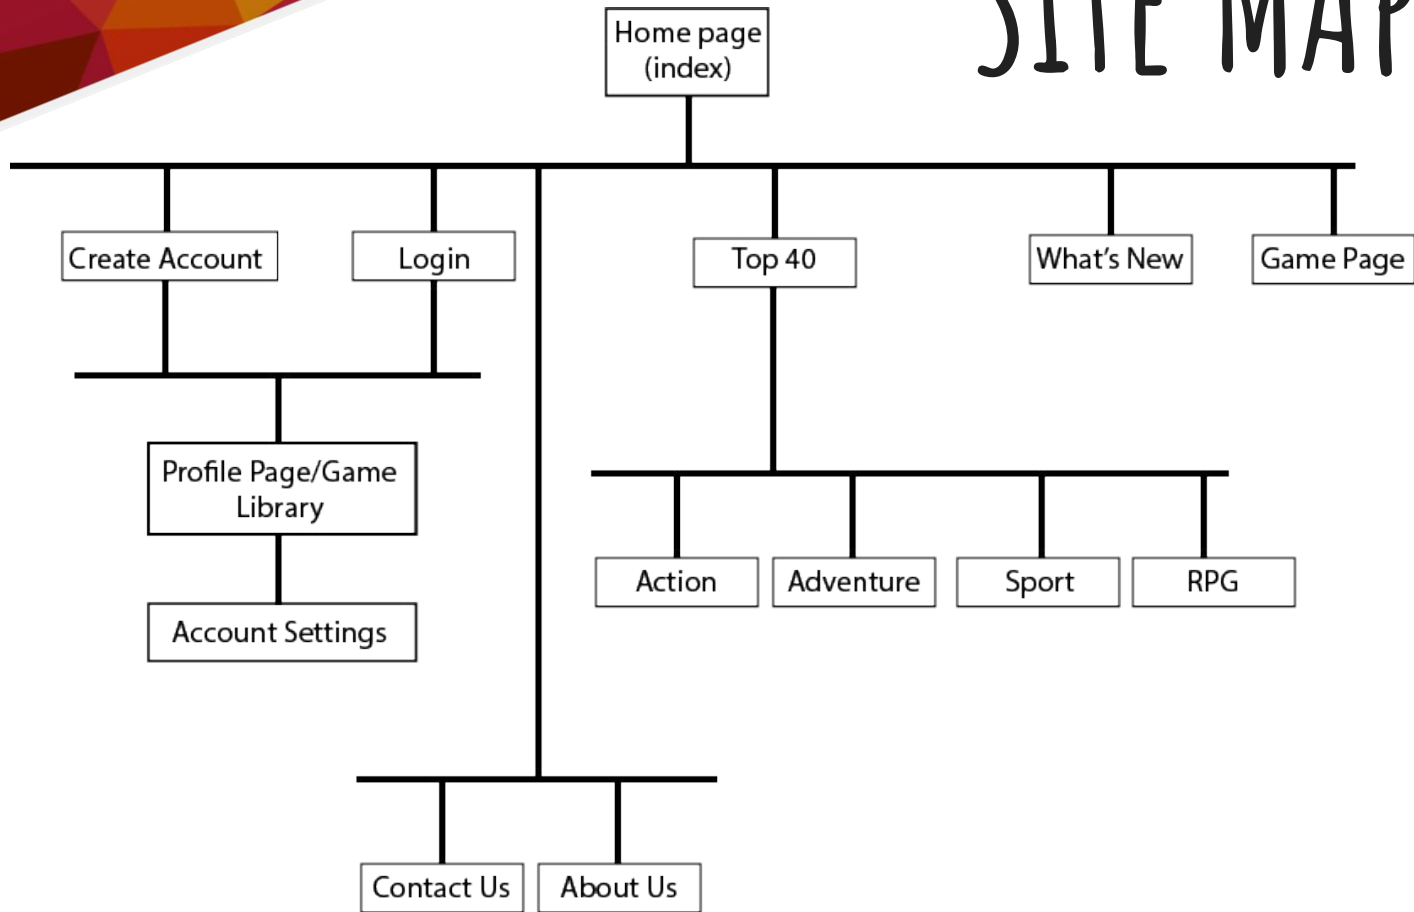 SITE MAP
Home page
(index)
Create Account
Login
Top 40
What's New
Game Page
Profile Page/Game
Library
Action
Adventure
Sport
RPG
Account Settings
Contact Us
About Us